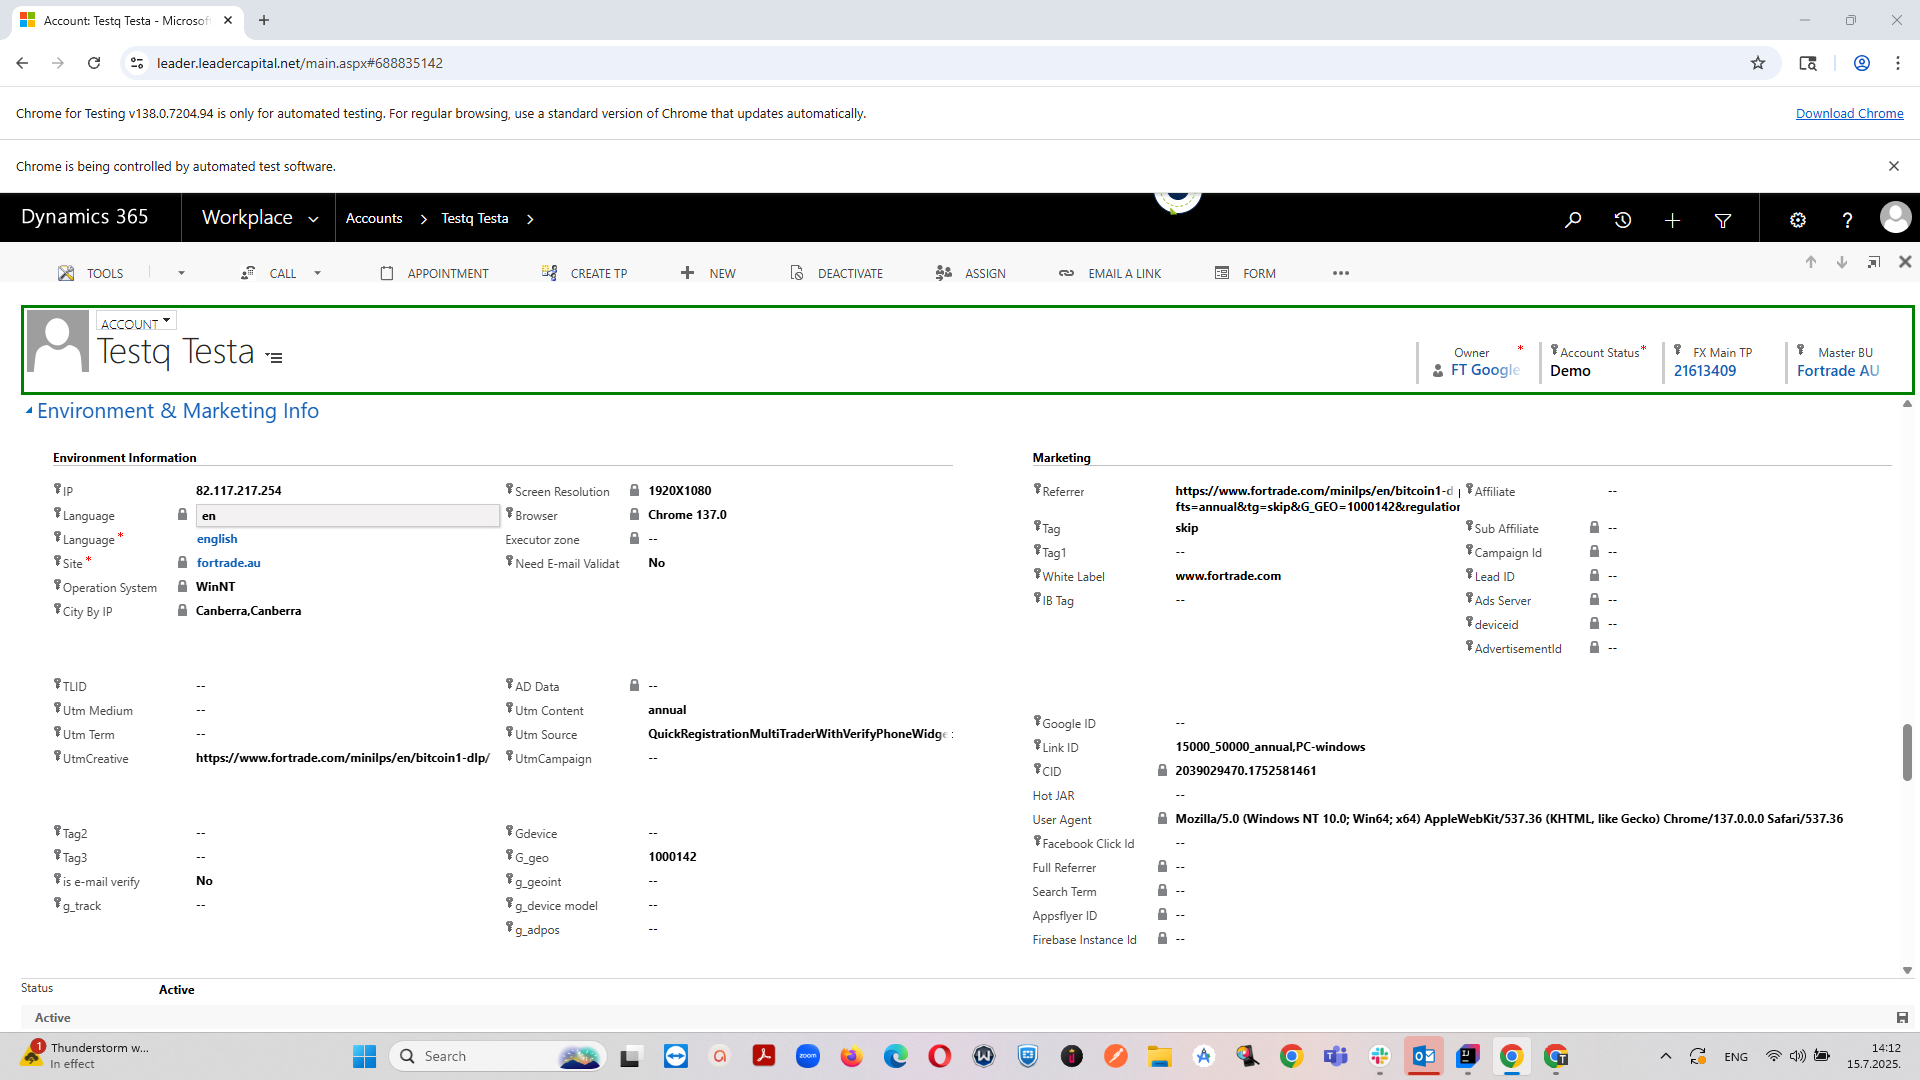 Account: Testq Testa - Microsof
leader.leadercapital.net/main.aspx#688835142
Chrome for Testing v138.0.7204.94 is only for automated testing. For regular browsing, use a standard version of Chrome that updates automatically.
Download Chrome
Chrome is being controlled by automated test software.
Dynamics 365
Workplace
Accounts
Testq Testa
TOOLS
CALL
APPOINTMENT
CREATE TP
NEW
DEACTIVATE
ASSIGN
EMAIL A LINK
FORM
ACCOUNT
Testq Testa
Owner *
FT Google
Account Status *
Demo
FX Main TP
21613409
Master BU
Fortrade AU
Environment & Marketing Info
Environment Information
IP 82.117.217.254
Language en
Language * english
Site * fortrade.au
Operation System WinNT
City By IP Canberra,Canberra
Screen Resolution 1920X1080
Browser Chrome 137.0
Executor zone --
Need E-mail Validat No
TLID --
Utm Medium --
Utm Term --
UtmCreative https://www.fortrade.com/minilps/en/bitcoin1-dlp/
AD Data --
Utm Content annual
Utm Source QuickRegistrationMultiTraderWithVerifyPhoneWidge
UtmCampaign --
Tag2 --
Tag3 --
is e-mail verify No
g_track --
Gdevice --
G_geo 1000142
g_geoint --
g_device model --
g_adpos --
Marketing
Referrer https://www.fortrade.com/minilps/en/bitcoin1-d
fts=annual&tg=skip&G_GEO=1000142&regulation
Tag skip
Tag1 --
White Label www.fortrade.com
IB Tag --
Affiliate --
Sub Affiliate --
Campaign Id --
Lead ID --
Ads Server --
deviceid --
AdvertisementId --
Google ID --
Link ID 15000_50000_annual,PC-windows
CID 2039029470.1752581461
Hot JAR --
User Agent Mozilla/5.0 (Windows NT 10.0; Win64; x64) AppleWebKit/537.36 (KHTML, like Gecko) Chrome/137.0.0.0 Safari/537.36
Facebook Click Id --
Full Referrer --
Search Term --
Appsflyer ID --
Firebase Instance Id --
Status Active
Active
1
Thunderstorm w...
In effect
Search
zoom
ENG
14:12
15.7.2025.